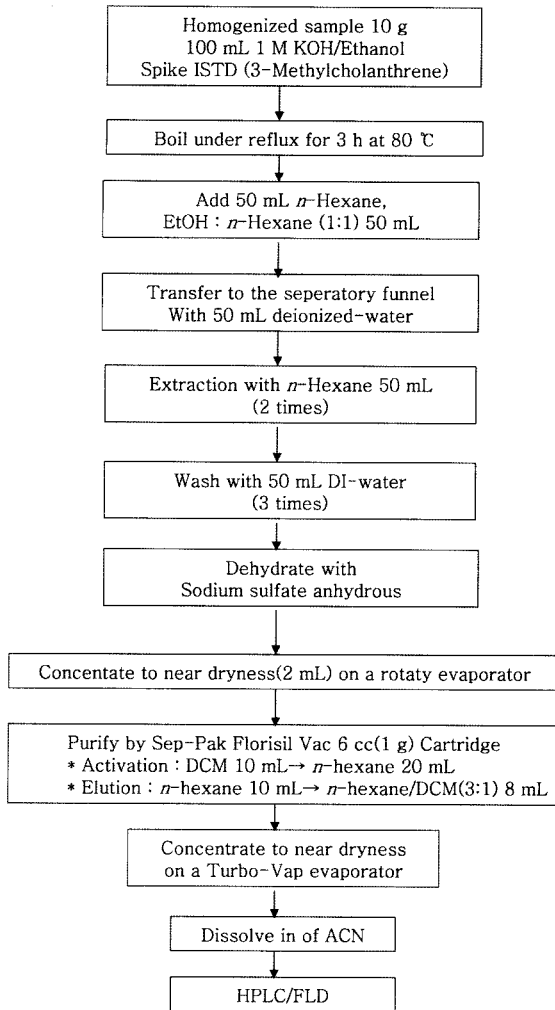 Homogenized sample 10 g
100 mL 1 M KOH/Ethanol
Spike ISTD (3-Methylcholanthrene)
Boil under reflux for 3 h at 80 ℃
Add 50 mL n-Hexane,
EtOH : n-Hexane (1:1) 50 mL
Transfer to the seperatory funnel
With 50 mL deionized-water
Extraction with n-Hexane 50 mL
(2 times)
Wash with 50 mL DI-water
(3 times)
Dehydrate with
Sodium sulfate anhydrous
Concentate to near dryness(2 mL) on a rotaty evaporator
Purify by Sep-Pak Florisil Vac 6 cc(1 g) Cartridge
* Activation : DCM 10 mL→ n-hexane 20 mL
* Elution : n-hexane 10 mL→ n-hexane/DCM(3:1) 8 mL
Concentrate to near dryness
on a Turbo-Vap evaporator
Dissolve in of ACN
HPLC/FLD